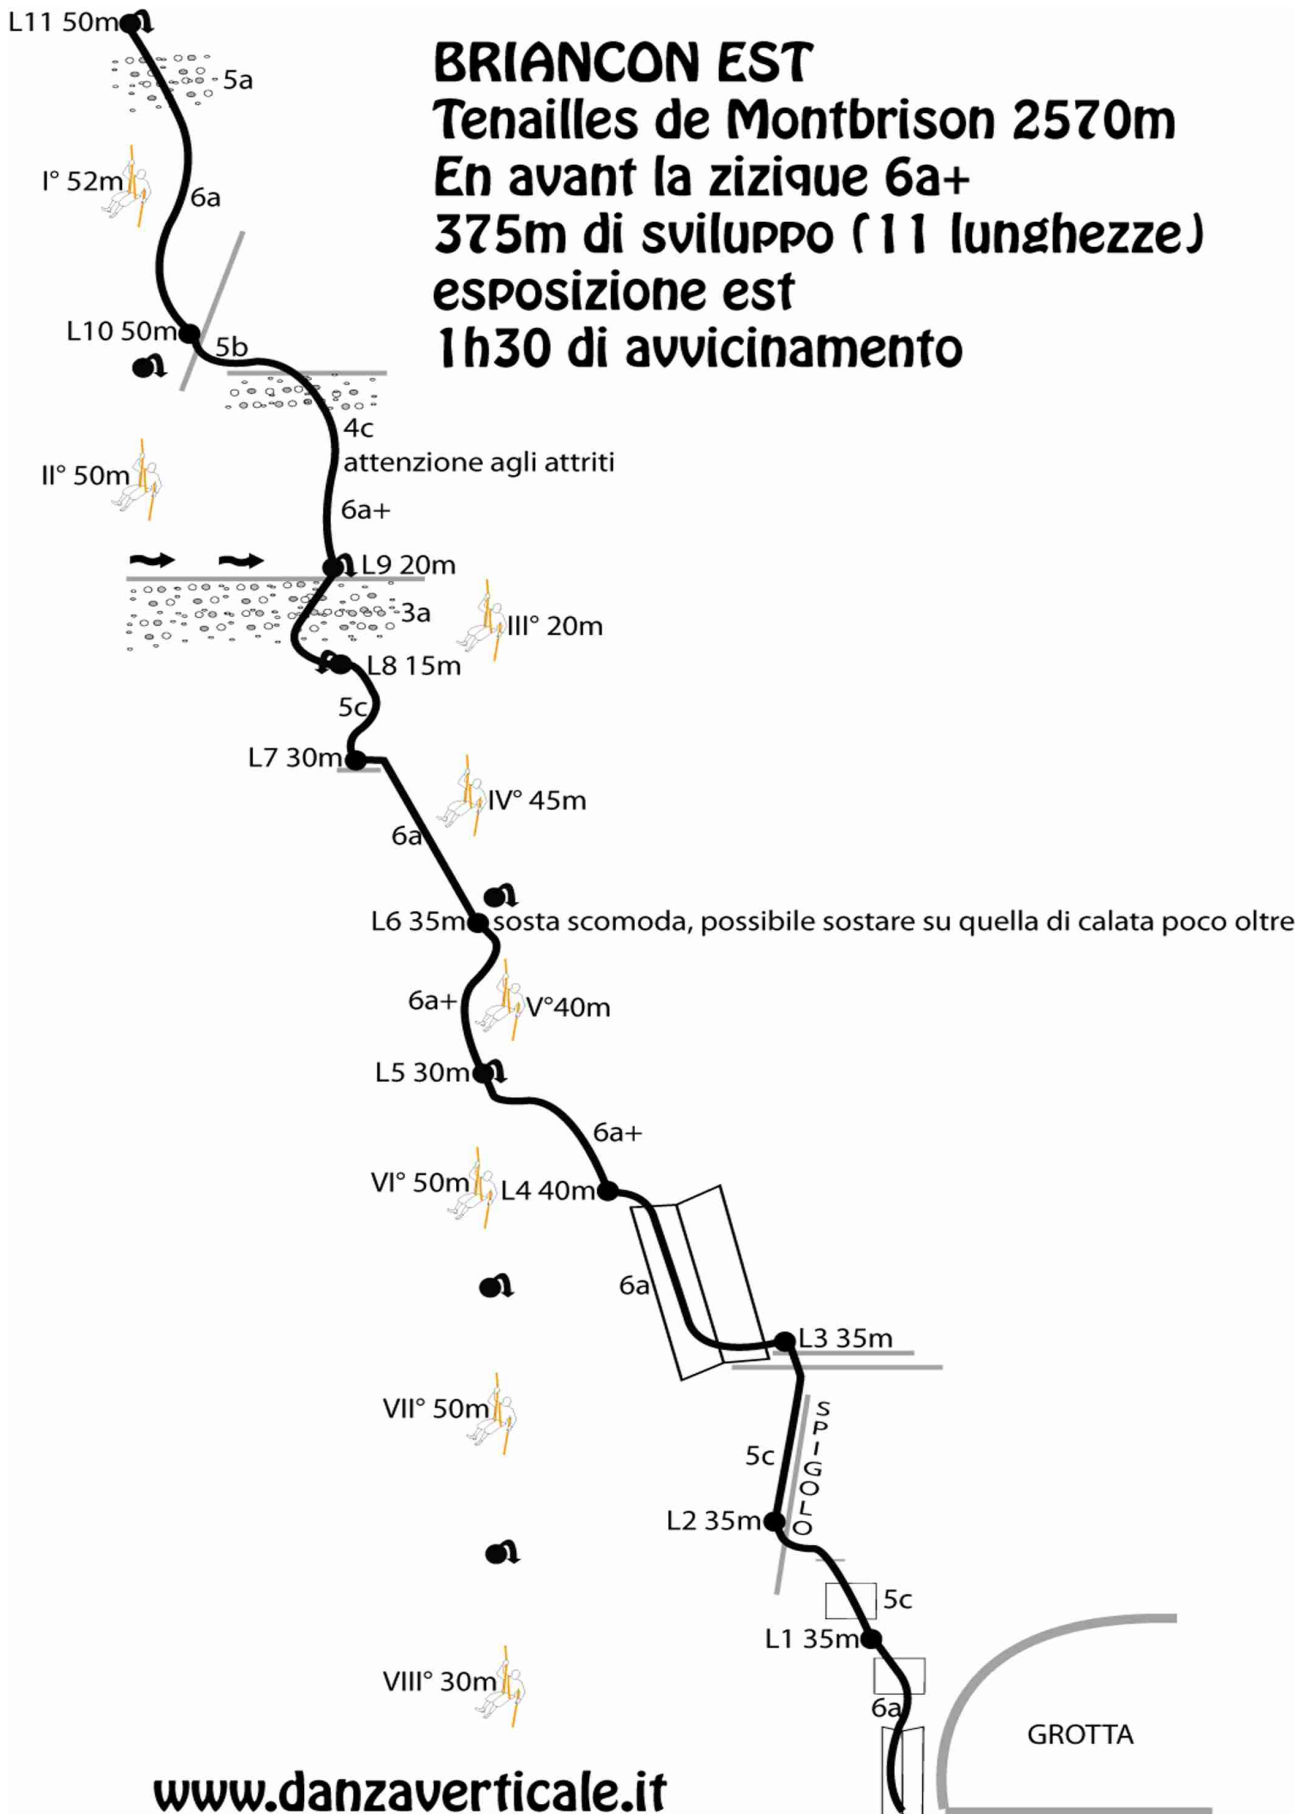 L11 50m
BRIANCON EST
Tenailles de Montbrison 2570m
En avant la zizique 6a+
375m di sviluppo (11 lunghezze)
esposizione est
1h30 di avvicinamento
5a
I° 52m
6a
L10 50m
5b
4c
attenzione agli attriti
II° 50m
6a+
L9 20m
3a
III° 20m
L8 15m
5c
L7 30m
IV° 45m
6a
L6 35m
sosta scomoda, possibile sostare su quella di calata poco oltre
6a+
V°40m
L5 30m
6a+
VI° 50m
L4 40m
6a
L3 35m
SPIGOLO
VII° 50m
5c
L2 35m
5c
L1 35m
VIII° 30m
6a
GROTTA
www.danzaverticale.it